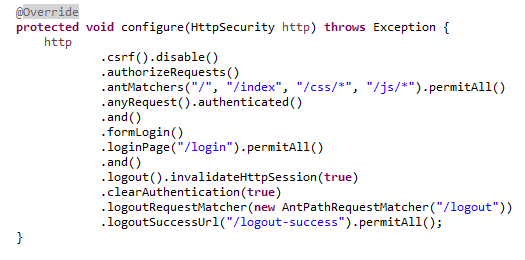 @Override
protected void configure(HttpSecurity http) throws Exception {
http
.csrf().disable()
.authorizeRequests()
.antMatchers("/", "/index", "/css/*", "/js/*").permitAll()
.anyRequest().authenticated()
.and()
.formLogin()
.loginPage("/login").permitAll()
.and()
.logout().invalidateHttpSession(true)
.clearAuthentication(true)
.logoutRequestMatcher(new AntPathRequestMatcher("/logout"))
.logoutSuccessUrl("/logout-success").permitAll();
}